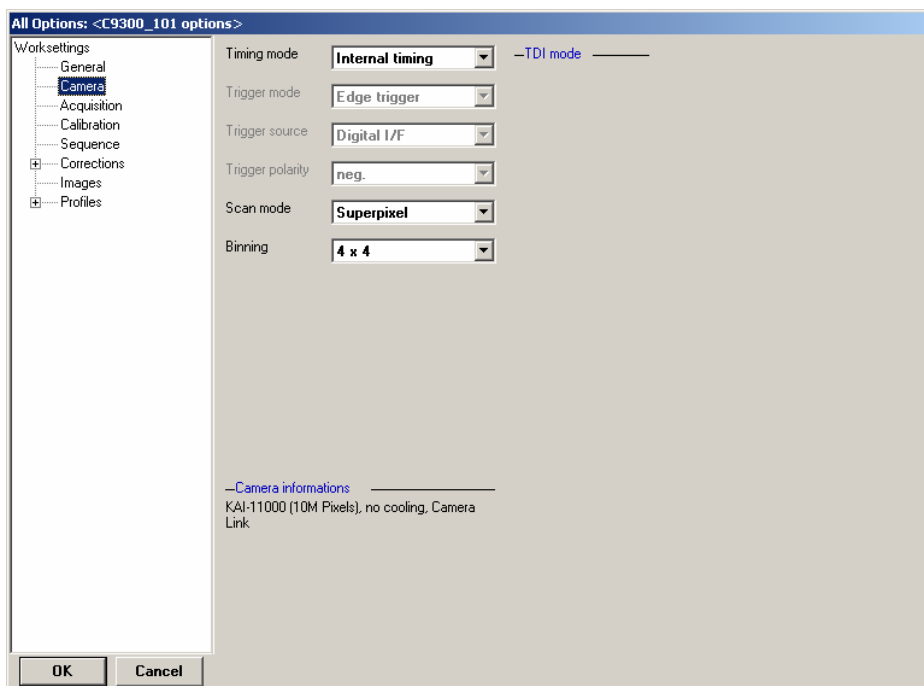 All Options: <C9300_101 options>
Worksettings
General
Camera
Acquisition
Calibration
Sequence
Corrections
Images
Profiles
Timing mode Internal timing
Trigger mode Edge trigger
Trigger source Digital I/F
Trigger polarity neg.
Scan mode Superpixel
Binning 4 x 4
TDI mode
Camera informations
KAI-11000 (10M Pixels), no cooling, Camera
Link
OK Cancel